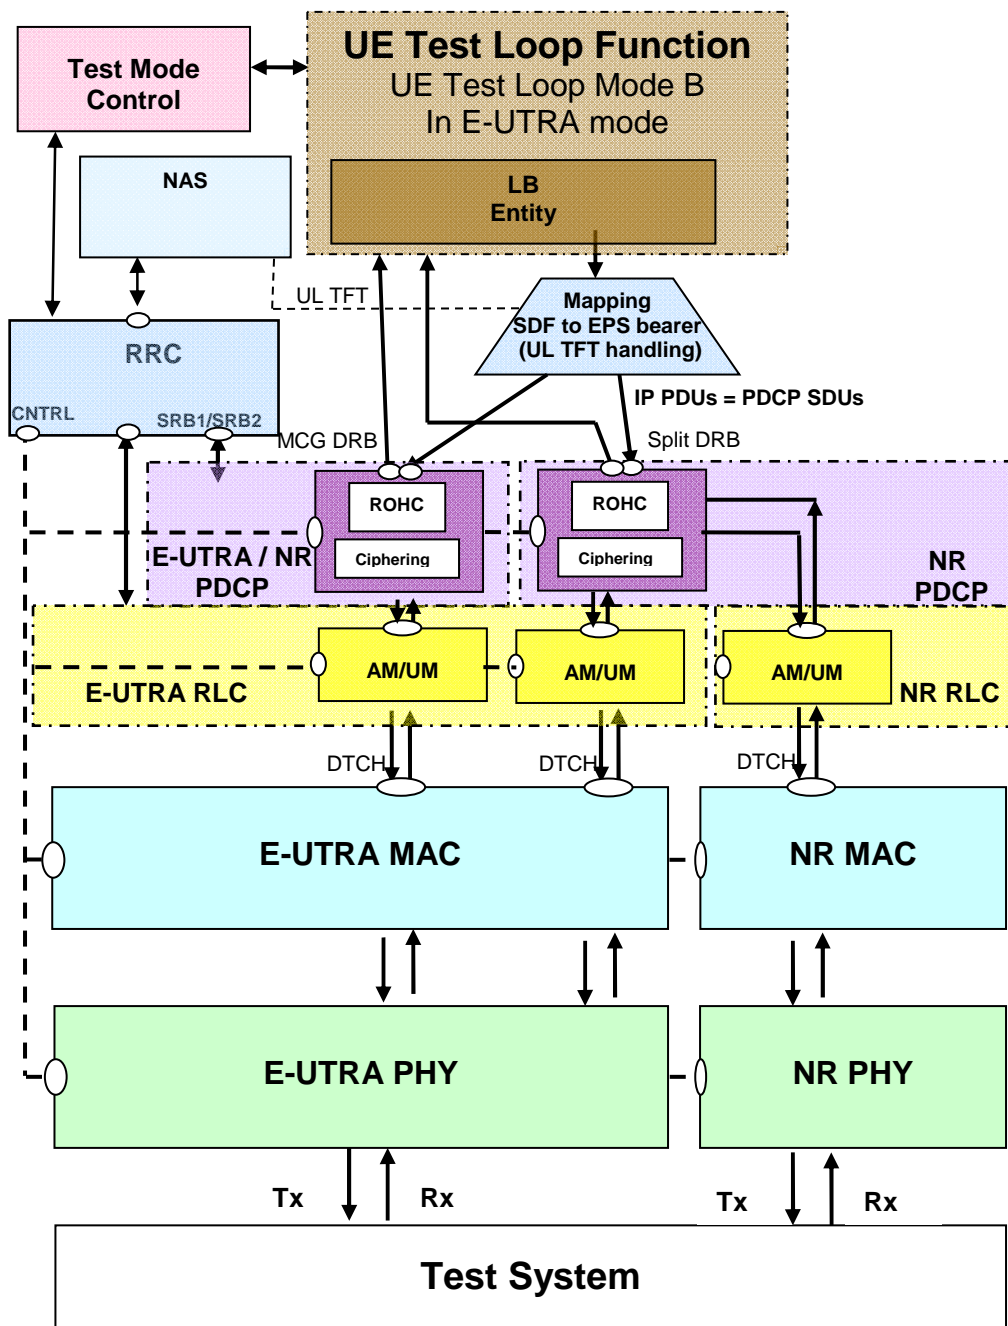 UE Test Loop Function
UE Test Loop Mode B
In E-UTRA mode
Test Mode
Control
NAS
LB
Entity
UL TFT
Mapping
SDF to EPS bearer
(UL TFT handling)
RRC
CNTRL
SRB1/SRB2
IP PDUs = PDCP SDUs
MCG DRB
Split DRB
ROHC
Ciphering
E-UTRA / NR
PDCP
ROHC
Ciphering
NR
PDCP
E-UTRA RLC
AM/UM
AM/UM
AM/UM
NR RLC
DTCH
DTCH
DTCH
E-UTRA MAC
NR MAC
E-UTRA PHY
NR PHY
Tx
Rx
Tx
Rx
Test System